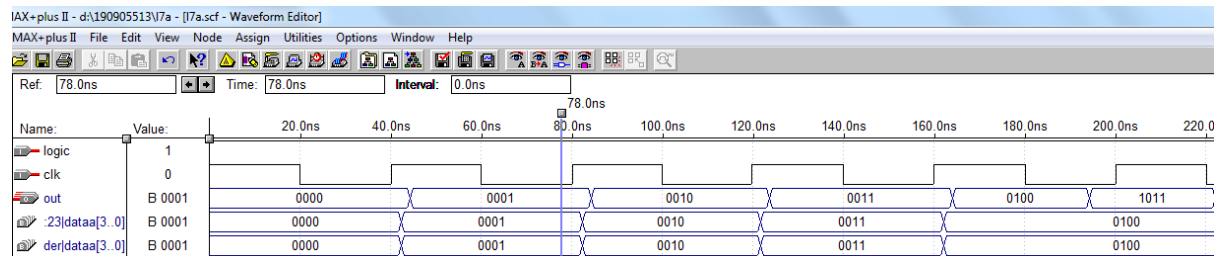 MAX+plus II - d:\190905513\l7a - [l7a.scf - Waveform Editor]
MAX+plus II File Edit View Node Assign Utilities Options Window Help
Ref: 78.0ns Time: 78.0ns Interval: 0.0ns
78.0ns
Name: Value: 20.0ns 40.0ns 60.0ns 80.0ns 100.0ns 120.0ns 140.0ns 160.0ns 180.0ns 200.0ns 220.0
logic 1
clk 0
out B 0001 0000 0001 0010 0011 0100 1011
:23|dataa[3..0] B 0001 0000 0001 0010 0011 0100
der|dataa[3..0] B 0001 0000 0001 0010 0011 0100